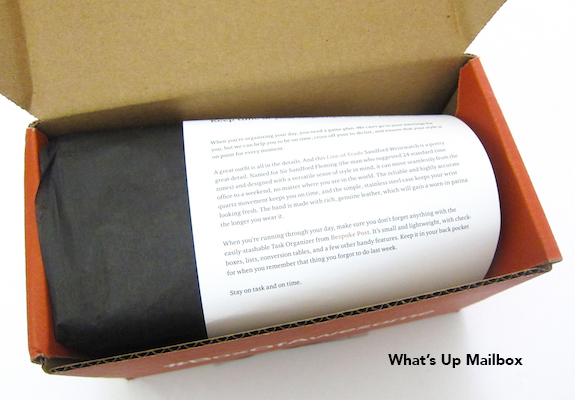 Keep time
When you're organizing your day, you need a game plan. We can't go to your meetings for
you, but we can help you to be on time, cross off your to do list, and ensure that your style is
on point for every moment.
A great outfit is all in the details. And this Line of Trade Sandford Wristwatch is a pretty
great detail. Named for Sir Sandford Fleming (the man who suggested 24 standard time
zones) and designed with a versatile sense of style in mind, it can move seamlessly from the
office to a weekend, no matter where you are in the world. The reliable and highly accurate
quartz movement keeps you on time, and the simple, stainless steel case keeps your wrist
looking fresh. The band is made with rich, genuine leather, which will gain a worn-in patina
the longer you wear it.
When you're running through your day, make sure you don't forget anything with the
easily-stashable Task Organizer from Bespoke Post. It's small and lightweight, with check-
boxes, lists, conversion tables, and a few other handy features. Keep it in your back pocket
for when you remember that thing you forgot to do last week.
Stay on task and on time.
What's Up Mailbox